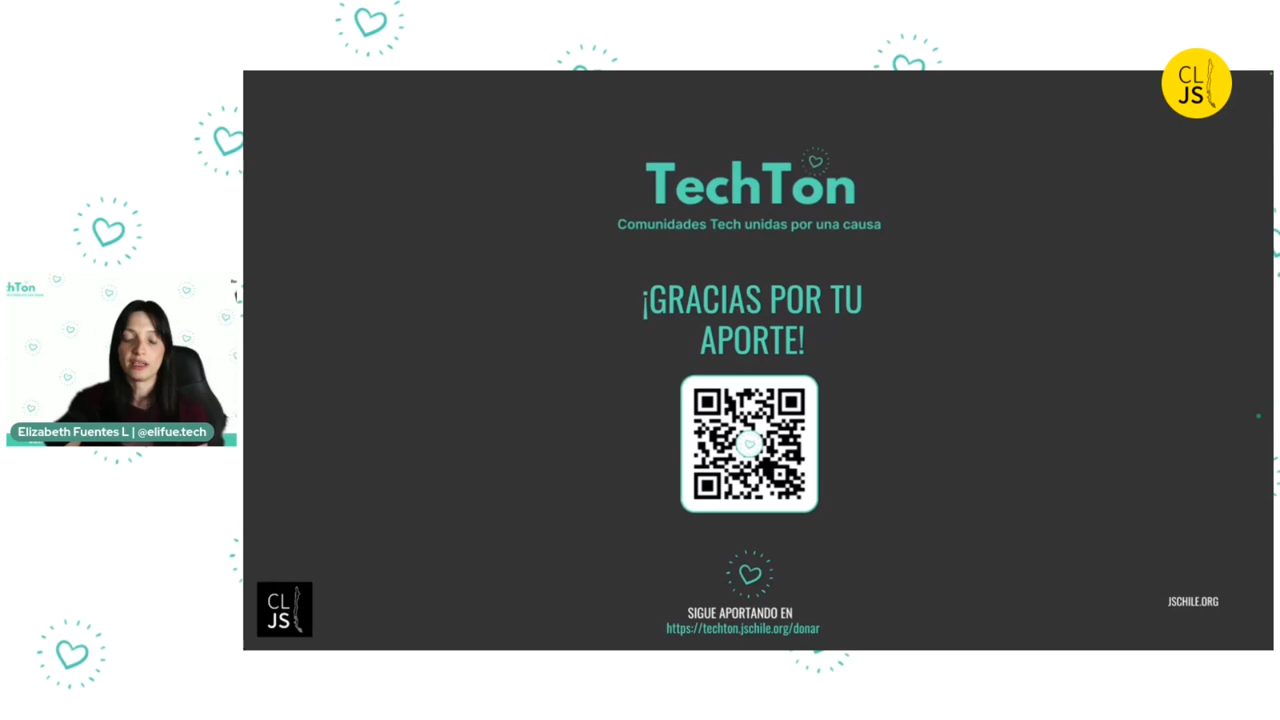 CL
JS
TechTon
Comunidades Tech unidas por una causa
¡GRACIAS POR TU
APORTE!
hTon
Elizabeth Fuentes L | @elifue.tech
CL
JS
SIGUE APORTANDO EN
https://techton.jschile.org/donar
JSCHILE.ORG